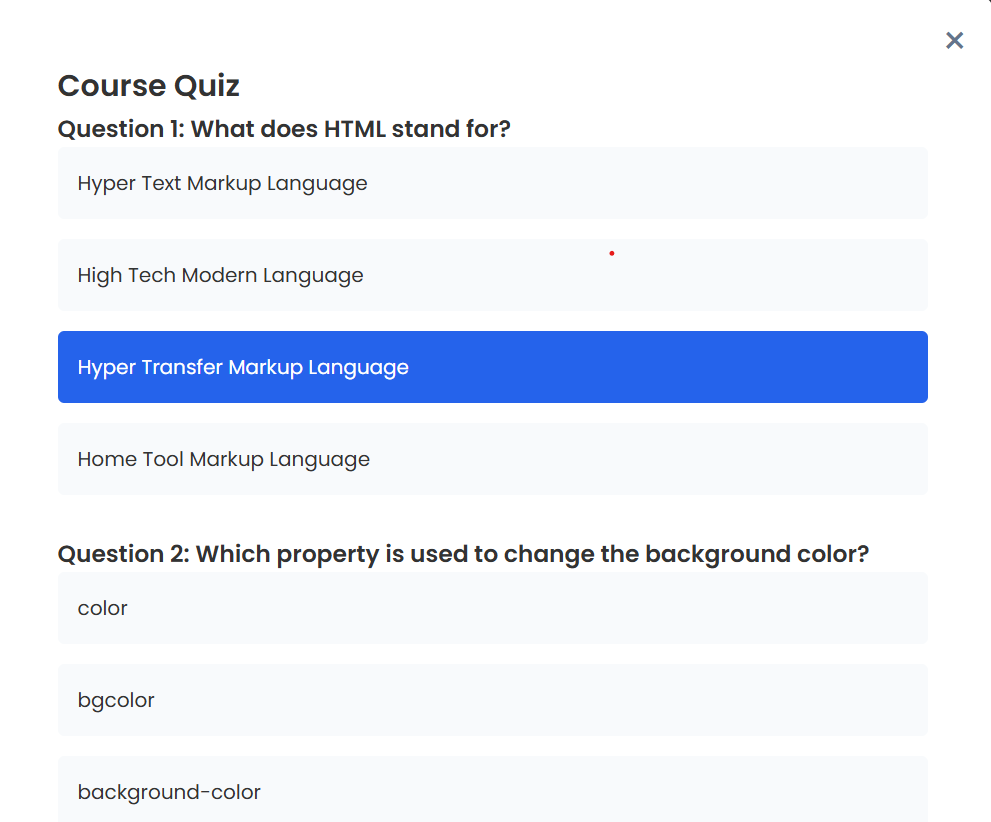 Course Quiz
Question 1: What does HTML stand for?
Hyper Text Markup Language
High Tech Modern Language
Hyper Transfer Markup Language
Home Tool Markup Language
Question 2: Which property is used to change the background color?
color
bgcolor
background-color